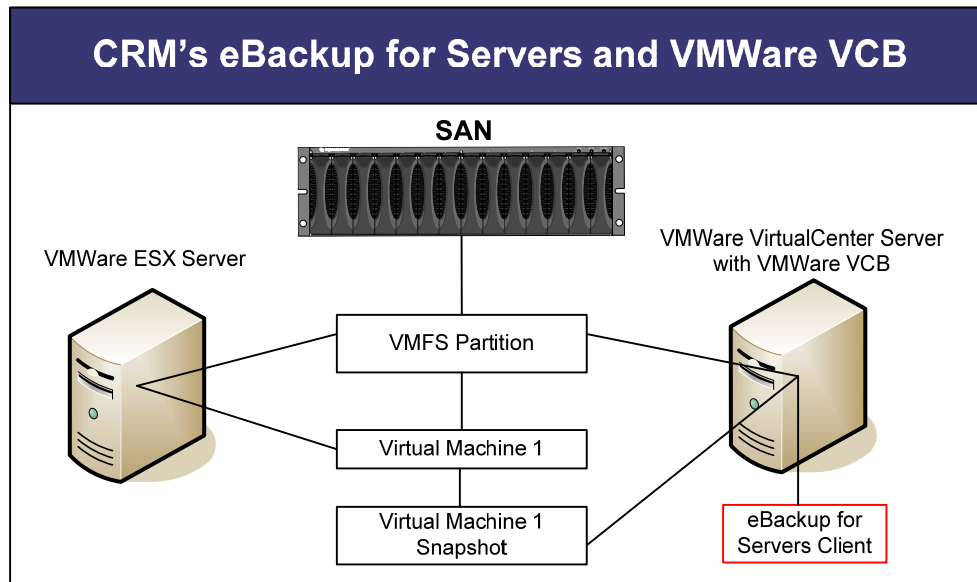 CRM's eBackup for Servers and VMWare VCB
SAN
VMWare ESX Server
VMWare VirtualCenter Server
with VMWare VCB
VMFS Partition
Virtual Machine 1
Virtual Machine 1
Snapshot
eBackup for
Servers Client